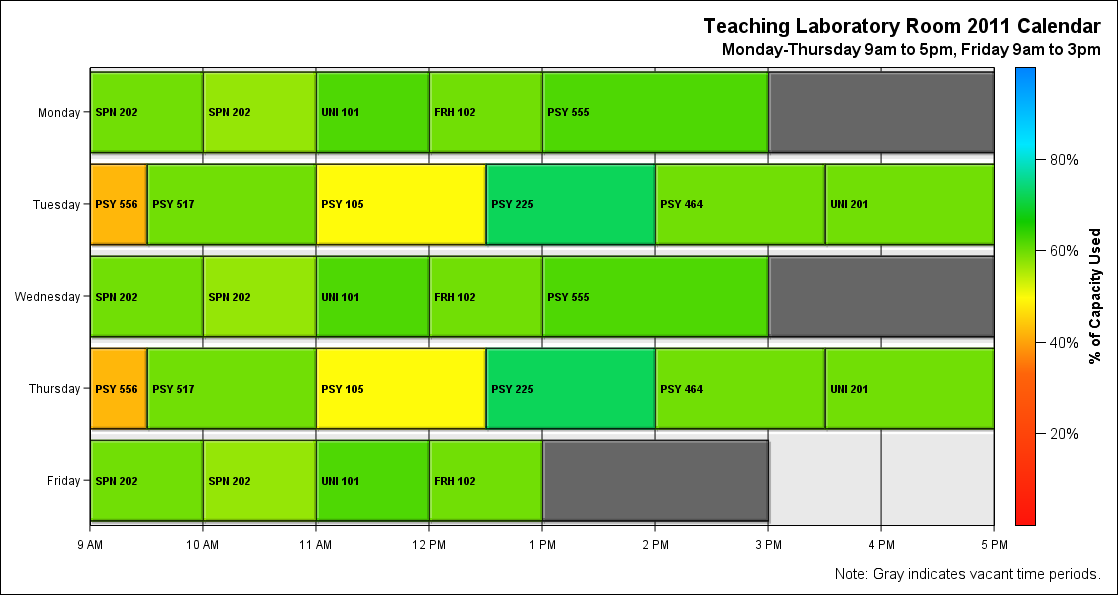 Teaching Laboratory Room 2011 Calendar
Monday-Thursday 9am to 5pm, Friday 9am to 3pm
Monday SPN 202 SPN 202 UNI 101 FRH 102 PSY 555
Tuesday PSY 556 PSY 517 PSY 105 PSY 225 PSY 464 UNI 201
Wednesday SPN 202 SPN 202 UNI 101 FRH 102 PSY 555
Thursday PSY 556 PSY 517 PSY 105 PSY 225 PSY 464 UNI 201
Friday SPN 202 SPN 202 UNI 101 FRH 102
9 AM 10 AM 11 AM 12 PM 1 PM 2 PM 3 PM 4 PM 5 PM
80%
60%
40%
20%
% of Capacity Used
Note: Gray indicates vacant time periods.